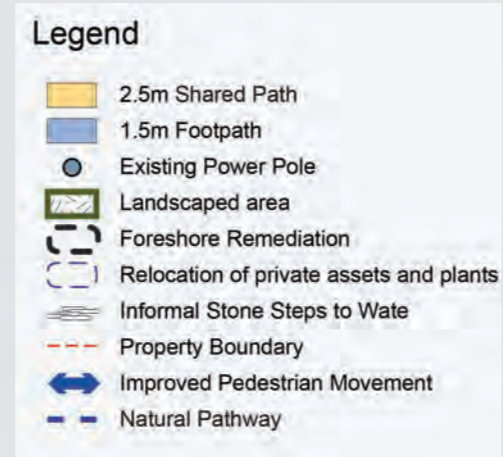 Legend
2.5m Shared Path
1.5m Footpath
Existing Power Pole
Landscaped area
Foreshore Remediation
Relocation of private assets and plants
Informal Stone Steps to Wate
Property Boundary
Improved Pedestrian Movement
Natural Pathway